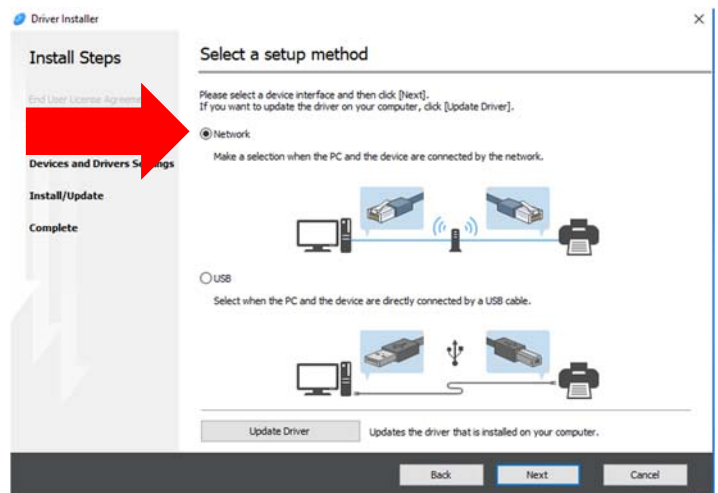 Driver Installer
Install Steps
Select a setup method
Please select a device interface and then click [Next].
If you want to update the driver on your computer, click [Update Driver].
End User License
Network
Make a selection when the PC and the device are connected by the network.
Devices and Drivers
Install/Update
Complete
USB
Select when the PC and the device are directly connected by a USB cable.
Update Driver
Updates the driver that is installed on your computer.
Back
Next
Cancel